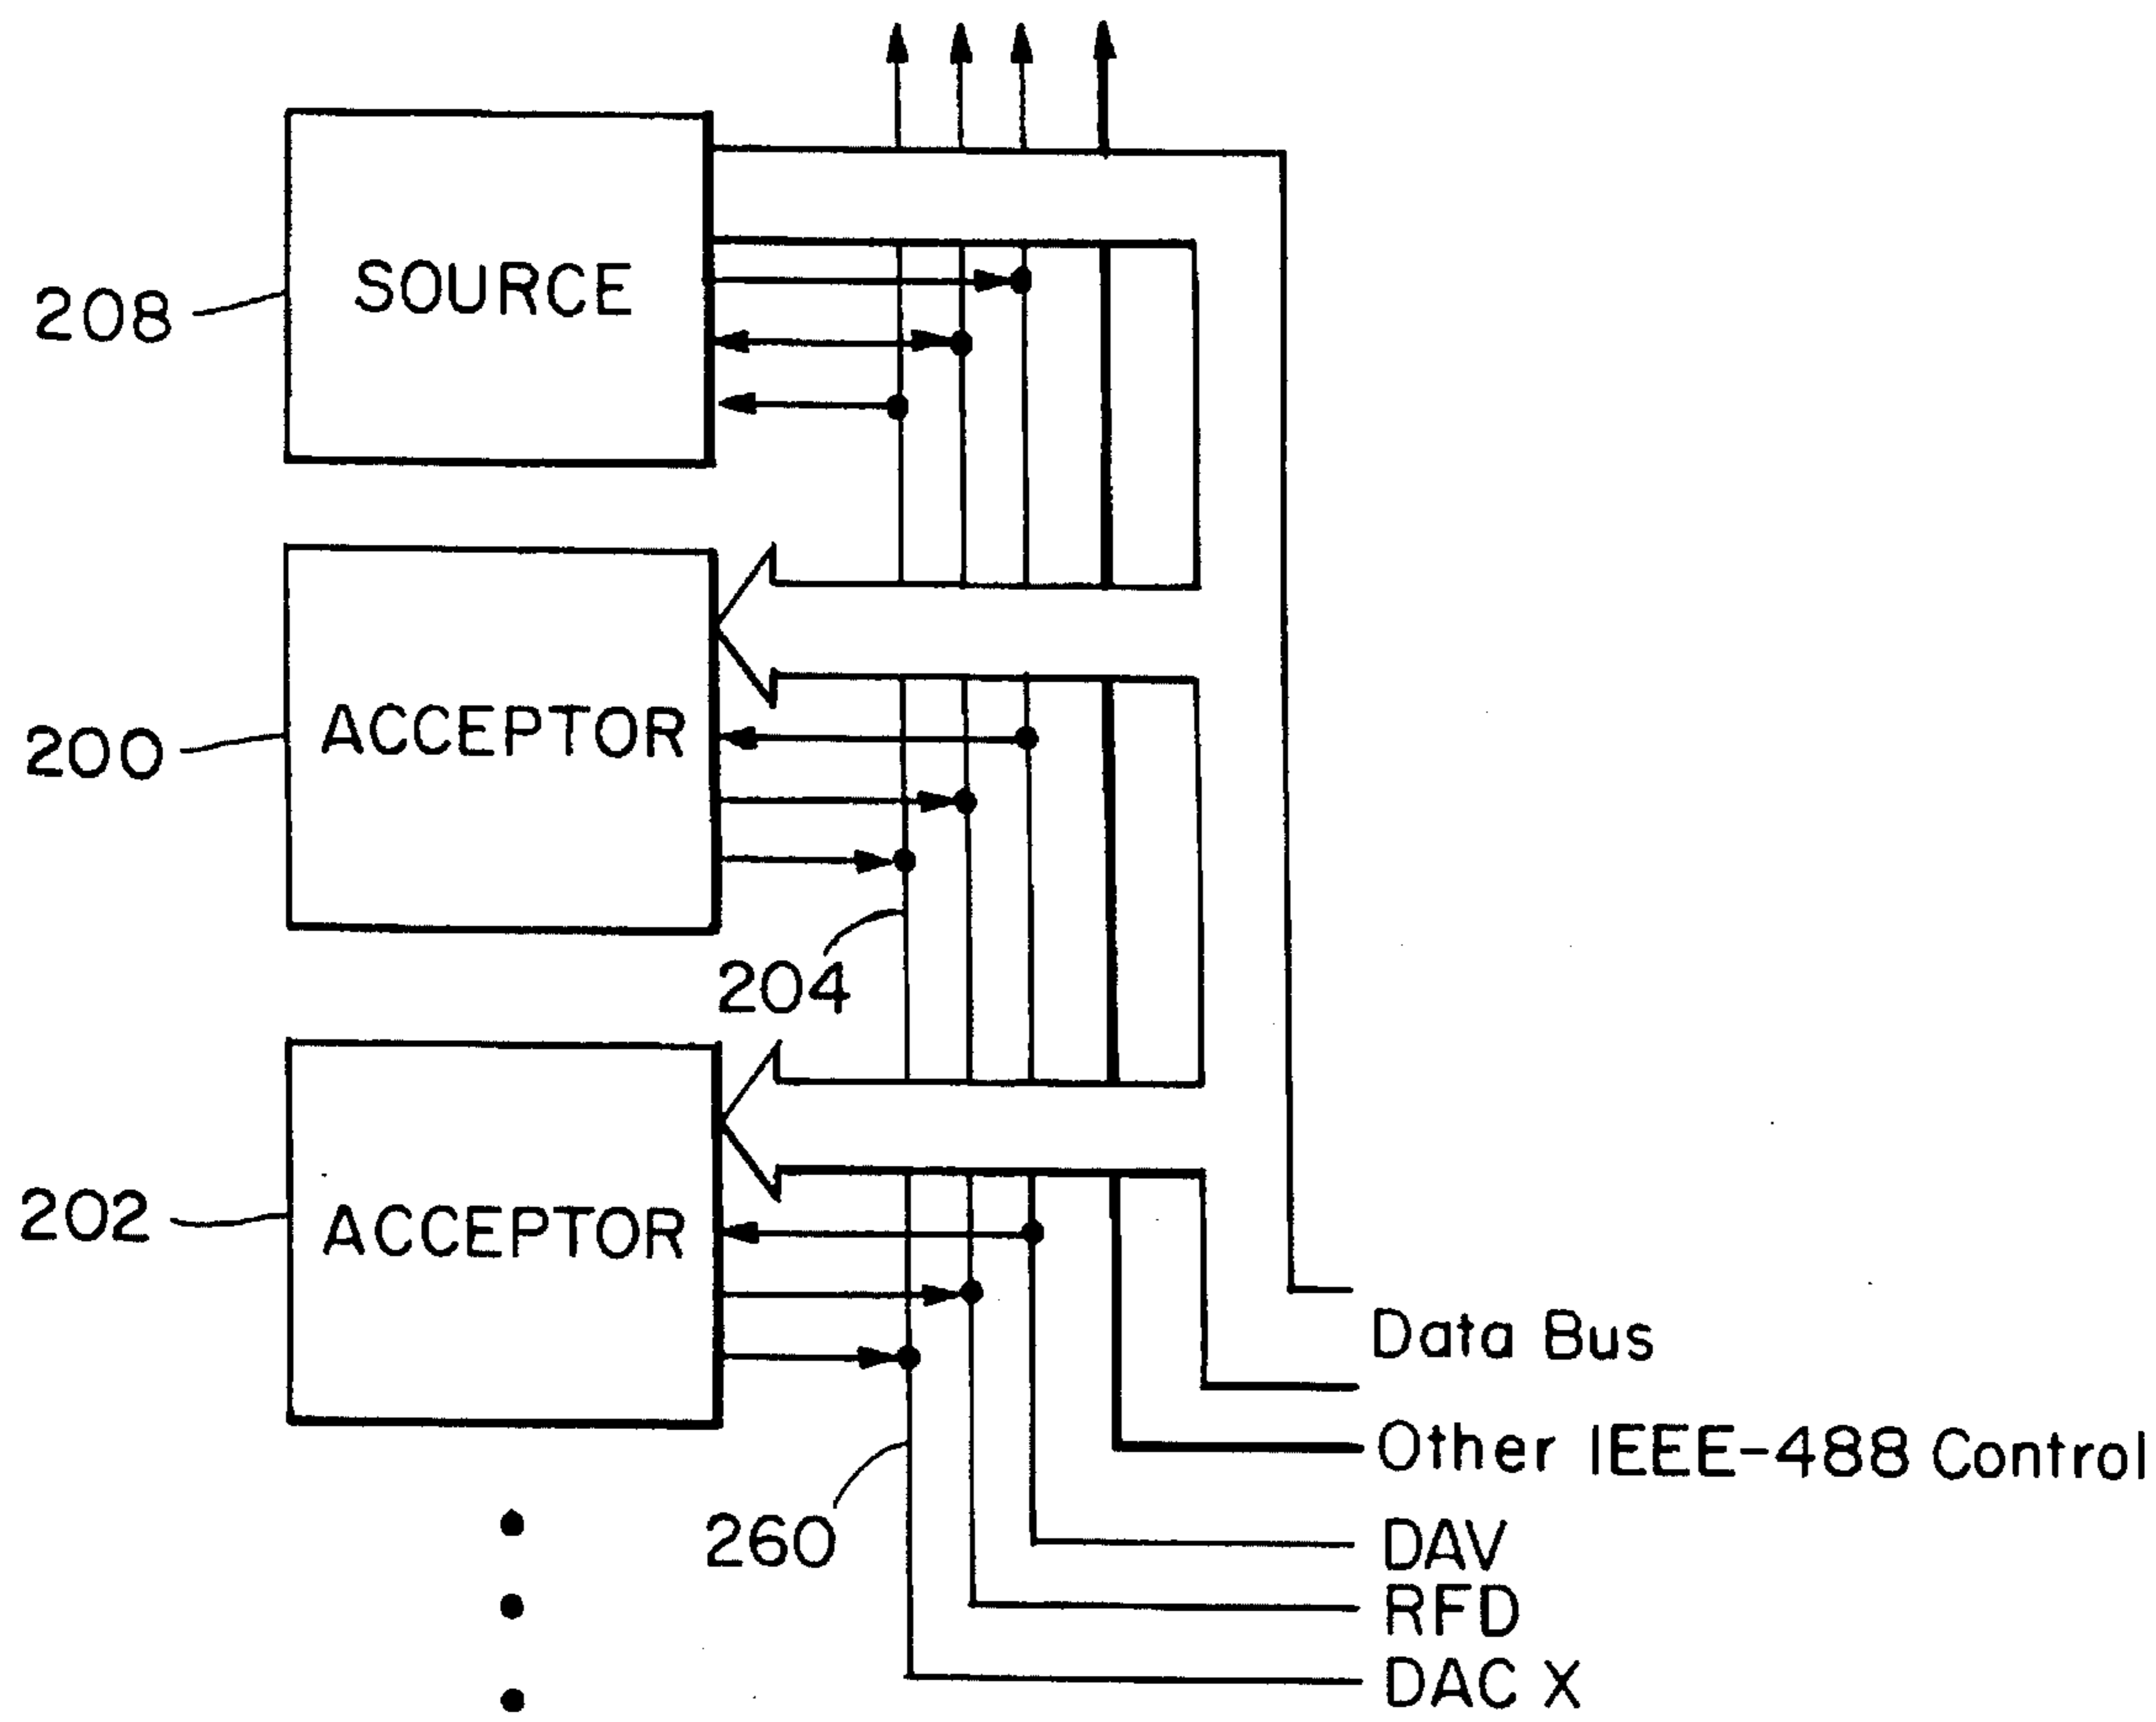 SOURCE
208
ACCEPTOR
200
204
ACCEPTOR
202
Data Bus
Other IEEE-488 Control
260
DAV
RFD
DAC X